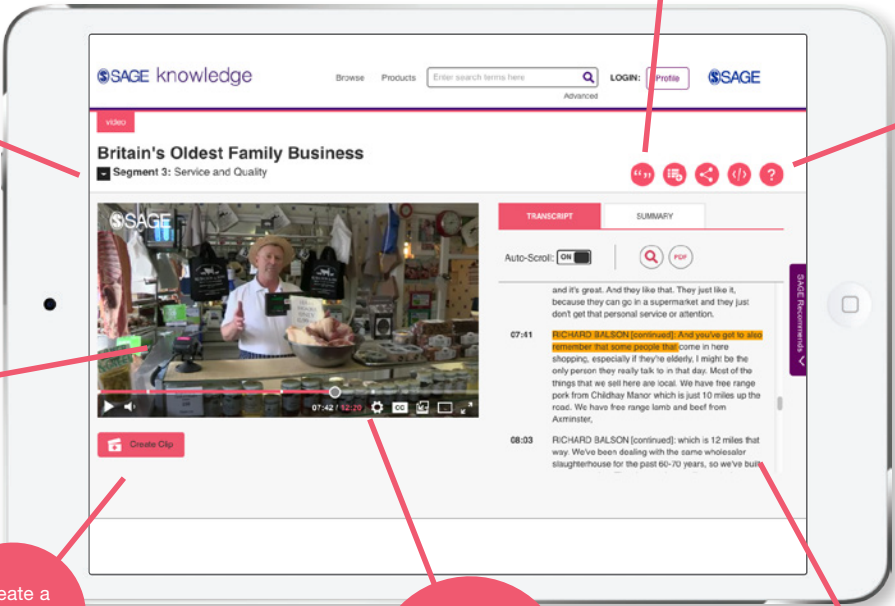 SAGE knowledge
Browse Products Enter search terms here LOGIN: Profile SAGE
Advanced
video
Britain's Oldest Family Business
Segment 3: Service and Quality
SAGE
TRANSCRIPT SUMMARY
Auto-Scroll: ON PDF
and it's great. And they like that. They just like it,
because they can go in a supermarket and they just
don't get that personal service or attention.
07:41 RICHARD BALSON [continued]: And you've got to also
remember that some people that come in here
shopping, especially if they're elderly, I might be the
only person they really talk to in that day. Most of the
things that we sell here are local. We have free range
pork from Childhay Manor which is just 10 miles up the
road. We have free range lamb and beef from
Axminster,
08:03 RICHARD BALSON [continued]: which is 12 miles that
way. We've been dealing with the same wholesaler
slaughterhouse for the past 60-70 years, so we've built
SAGE Recommends
07:42 / 12:20 CC
Create Clip
eate a